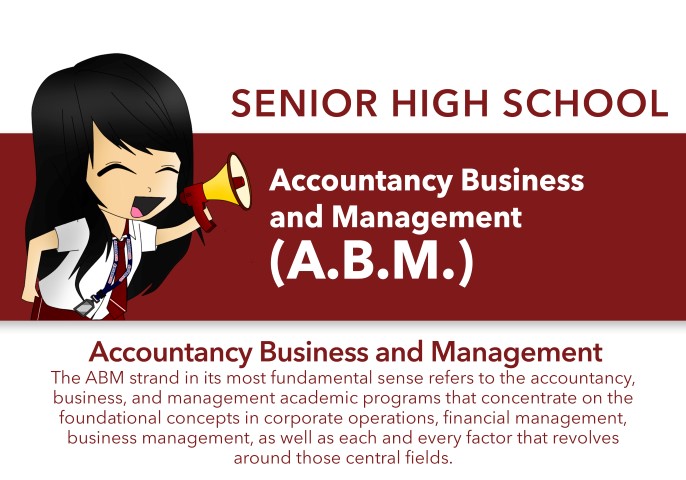 SENIOR HIGH SCHOOL
Accountancy Business
and Management
(A.B.M.)
Accountancy Business and Management
The ABM strand in its most fundamental sense refers to the accountancy,
business, and management academic programs that concentrate on the
foundational concepts in corporate operations, financial management,
business management, as well as each and every factor that revolves
around those central fields.